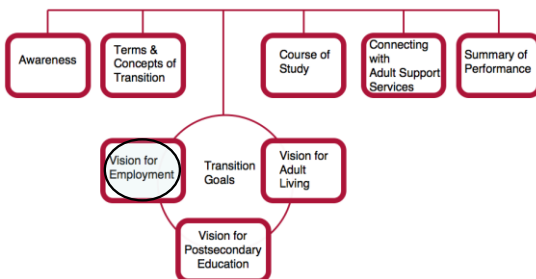 Awareness
Terms &
Concepts of
Transition
Course of
Study
Connecting
with
Adult Support
Services
Summary of
Performance
Vision for
Employment
Transition
Goals
Vision for
Adult
Living
Vision for
Postsecondary
Education